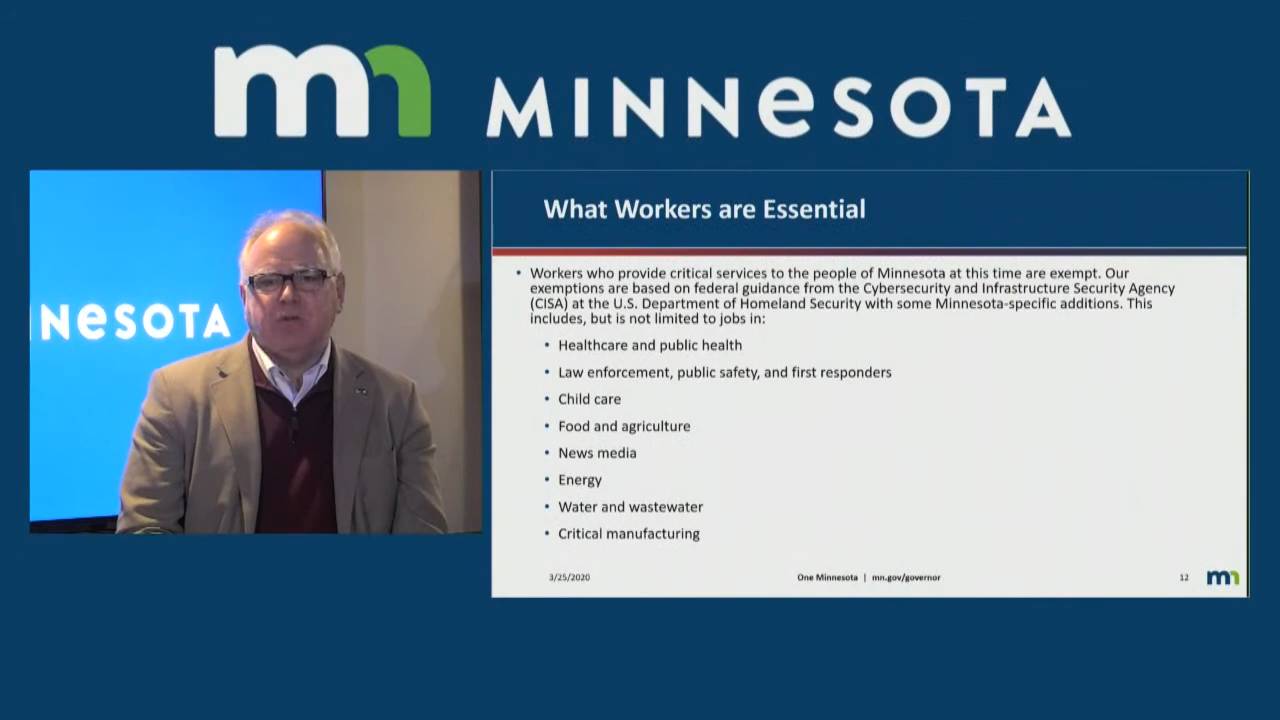 mn MINNeSOTA
NeSOTA
What Workers are Essential
• Workers who provide critical services to the people of Minnesota at this time are exempt. Our
exemptions are based on federal guidance from the Cybersecurity and Infrastructure Security Agency
(CISA) at the U.S. Department of Homeland Security with some Minnesota-specific additions. This
includes, but is not limited to jobs in:
• Healthcare and public health
• Law enforcement, public safety, and first responders
• Child care
• Food and agriculture
• News media
• Energy
• Water and wastewater
• Critical manufacturing
3/25/2020 One Minnesota | mn.gov/governor 12 mn